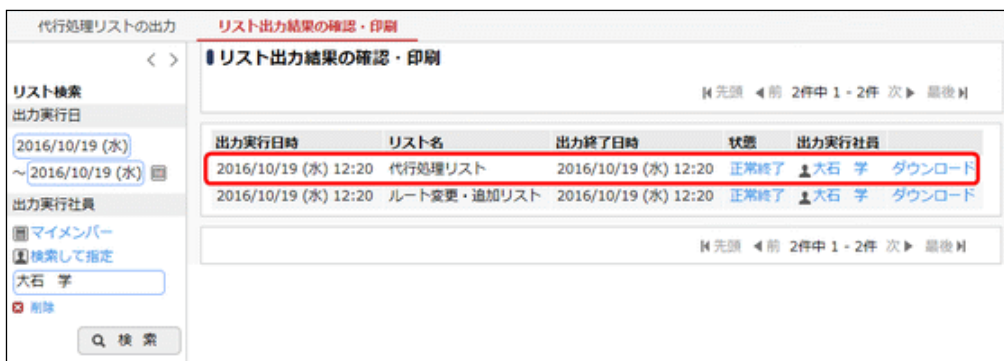 代行処理リストの出力 リスト出力結果の確認・印刷
< >
リスト検索
出力実行日
2016/10/19 (水)
～ 2016/10/19 (水)
出力実行社員
マイメンバー
検索して指定
大石 学
削除
検 索
リスト出力結果の確認・印刷
先頭 前 2件中 1 - 2件 次 最後
出力実行日時 リスト名 出力終了日時 状態 出力実行社員
2016/10/19 (水) 12:20 代行処理リスト 2016/10/19 (水) 12:20 正常終了 大石 学 ダウンロード
2016/10/19 (水) 12:20 ルート変更・追加リスト 2016/10/19 (水) 12:20 正常終了 大石 学 ダウンロード
先頭 前 2件中 1 - 2件 次 最後